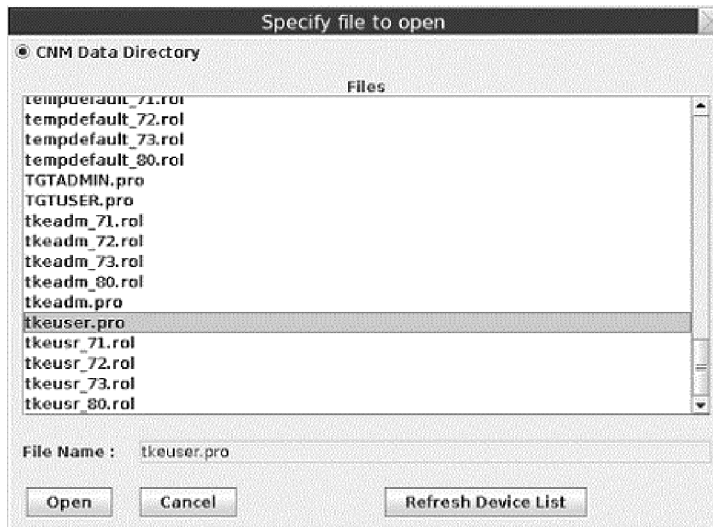 Specify file to open
CNM Data Directory
Files
tempdefault_71.rol
tempdefault_72.rol
tempdefault_73.rol
tempdefault_80.rol
TGTADMIN.pro
TGTUSER.pro
tkeadm_71.rol
tkeadm_72.rol
tkeadm_73.rol
tkeadm_80.rol
tkeadm.pro
tkeuser.pro
tkeusr_71.rol
tkeusr_72.rol
tkeusr_73.rol
tkeusr_80.rol
File Name : tkeuser.pro
Open Cancel Refresh Device List